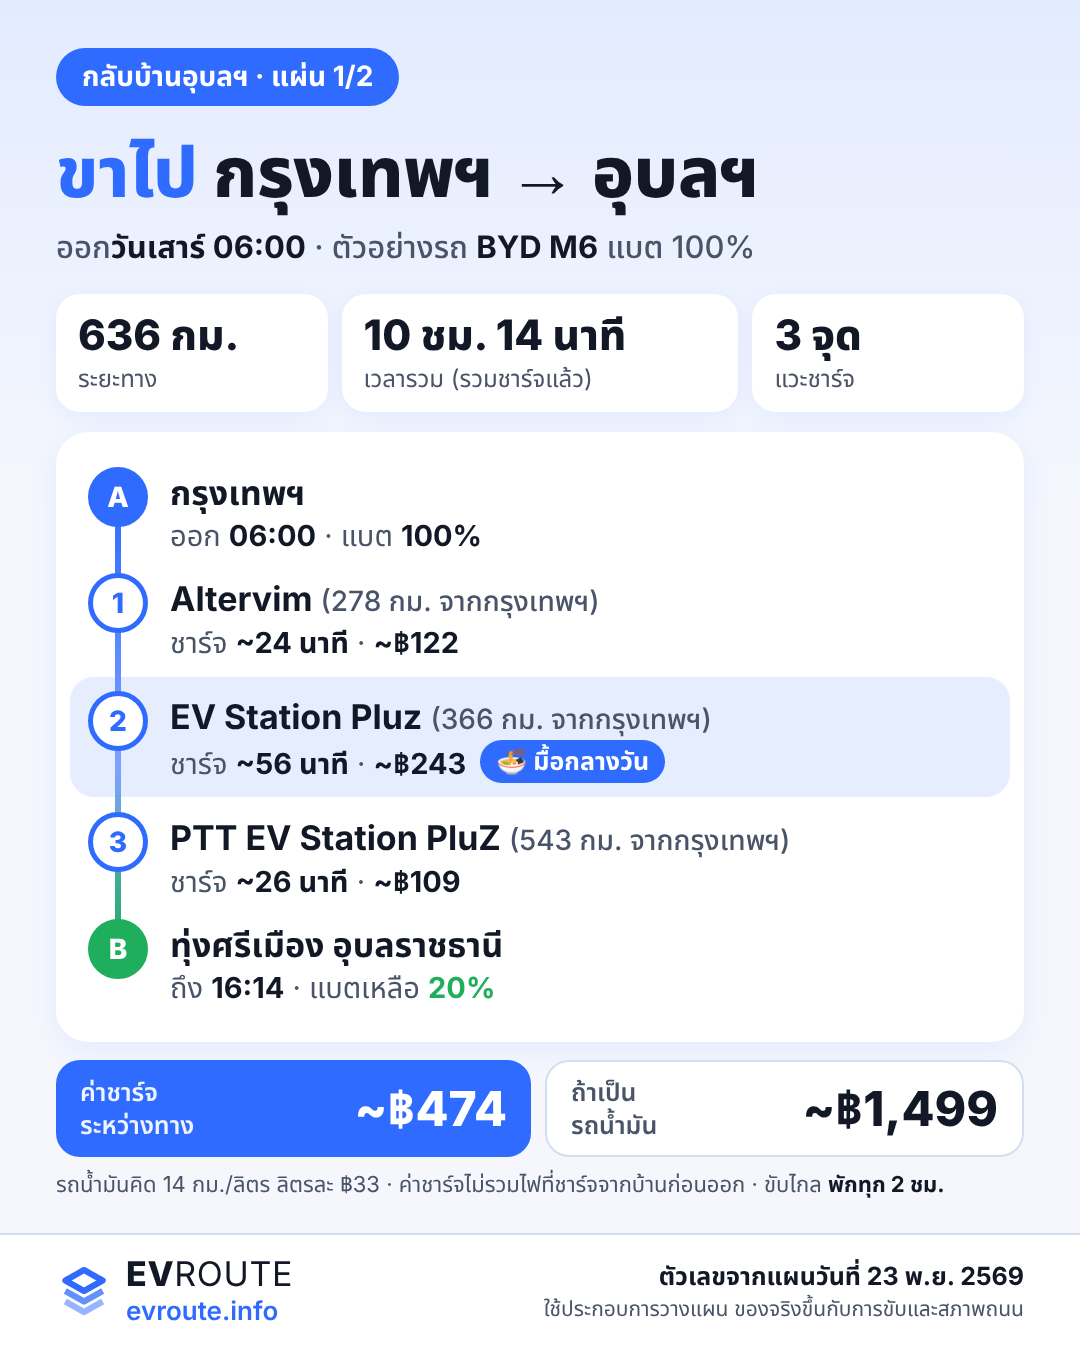 กลับบ้านอุบลฯ · แผ่น 1/2
ขาไป กรุงเทพฯ → อุบลฯ
ออกวันเสาร์ 06:00 · ตัวอย่างรถ BYD M6 แบต 100%
636 กม.
ระยะทาง
10 ชม. 14 นาที
เวลารวม (รวมชาร์จแล้ว)
3 จุด
แวะชาร์จ
A
กรุงเทพฯ
ออก 06:00 · แบต 100%
1
Altervim (278 กม. จากกรุงเทพฯ)
ชาร์จ ~24 นาที · ~฿122
2
EV Station Pluz (366 กม. จากกรุงเทพฯ)
ชาร์จ ~56 นาที · ~฿243 🍜 มื้อกลางวัน
3
PTT EV Station PluZ (543 กม. จากกรุงเทพฯ)
ชาร์จ ~26 นาที · ~฿109
B
ทุ่งศรีเมือง อุบลราชธานี
ถึง 16:14 · แบตเหลือ 20%
ค่าชาร์จ
ระหว่างทาง
~฿474
ถ้าเป็น
รถน้ำมัน
~฿1,499
รถน้ำมันคิด 14 กม./ลิตร ลิตรละ ฿33 · ค่าชาร์จไม่รวมไฟที่ชาร์จจากบ้านก่อนออก · ขับไกล พักทุก 2 ชม.
EVROUTE
evroute.info
ตัวเลขจากแผนวันที่ 23 พ.ย. 2569
ใช้ประกอบการวางแผน ของจริงขึ้นกับการขับและสภาพถนน